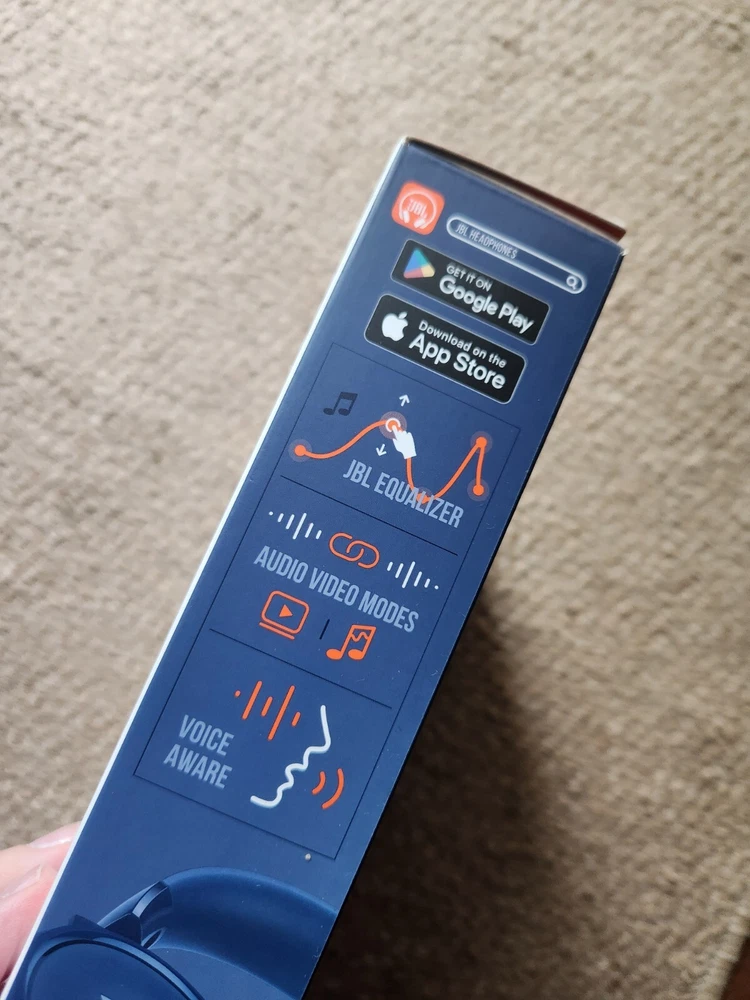 JBL
JBL HEADPHONES
GET IT ON
Google Play
Download on the
App Store
JBL EQUALIZER
AUDIO VIDEO MODES
VOICE
AWARE